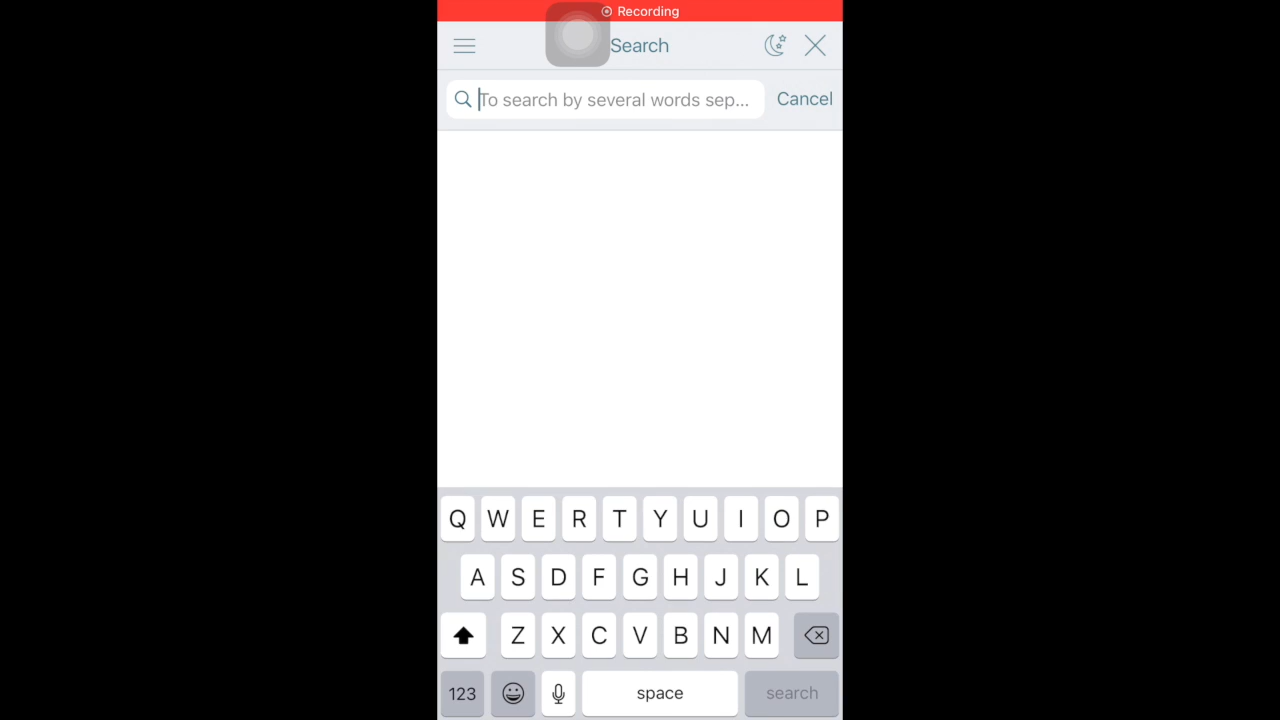 Recording
Search
To search by several words sep...
Cancel
Q W E R T Y U I O P
A S D F G H J K L
Z X C V B N M
123
space
search